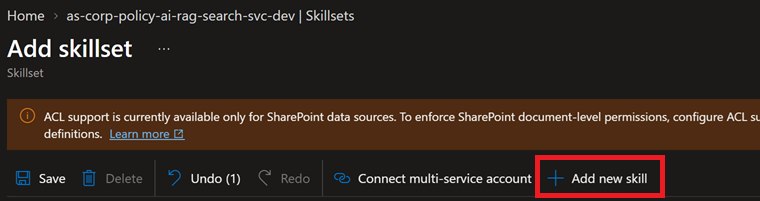 Home > as-corp-policy-ai-rag-search-svc-dev | Skillsets
Add skillset ...
Skillset
ACL support is currently available only for SharePoint data sources. To enforce SharePoint document-level permissions, configure ACL su
definitions. Learn more
Save Delete Undo (1) Redo Connect multi-service account Add new skill